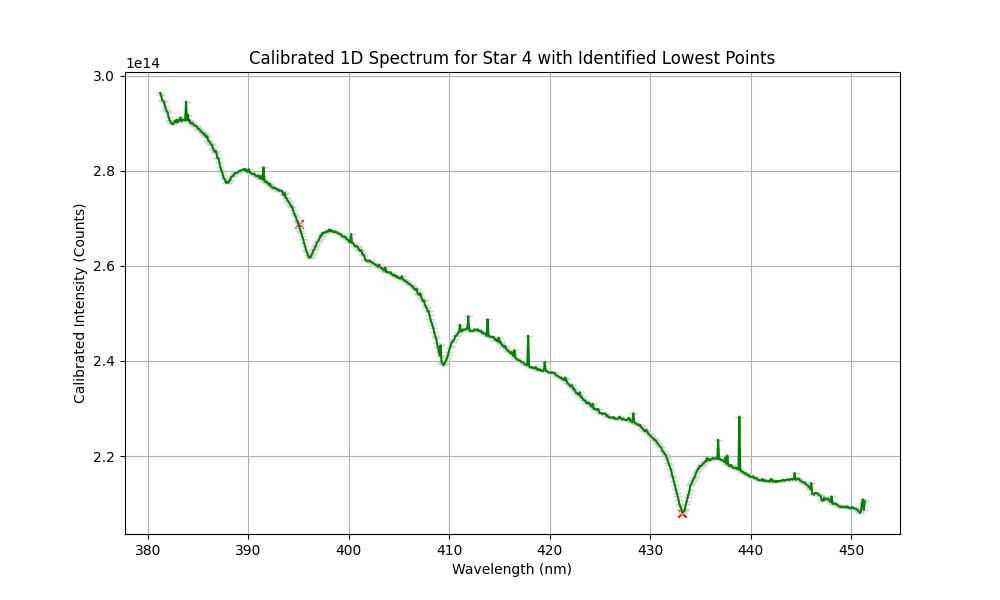 Calibrated 1D Spectrum for Star 4 with Identified Lowest Points
1e14
3.0
2.8
2.6
2.4
2.2
Calibrated Intensity (Counts)
380 390 400 410 420 430 440 450
Wavelength (nm)